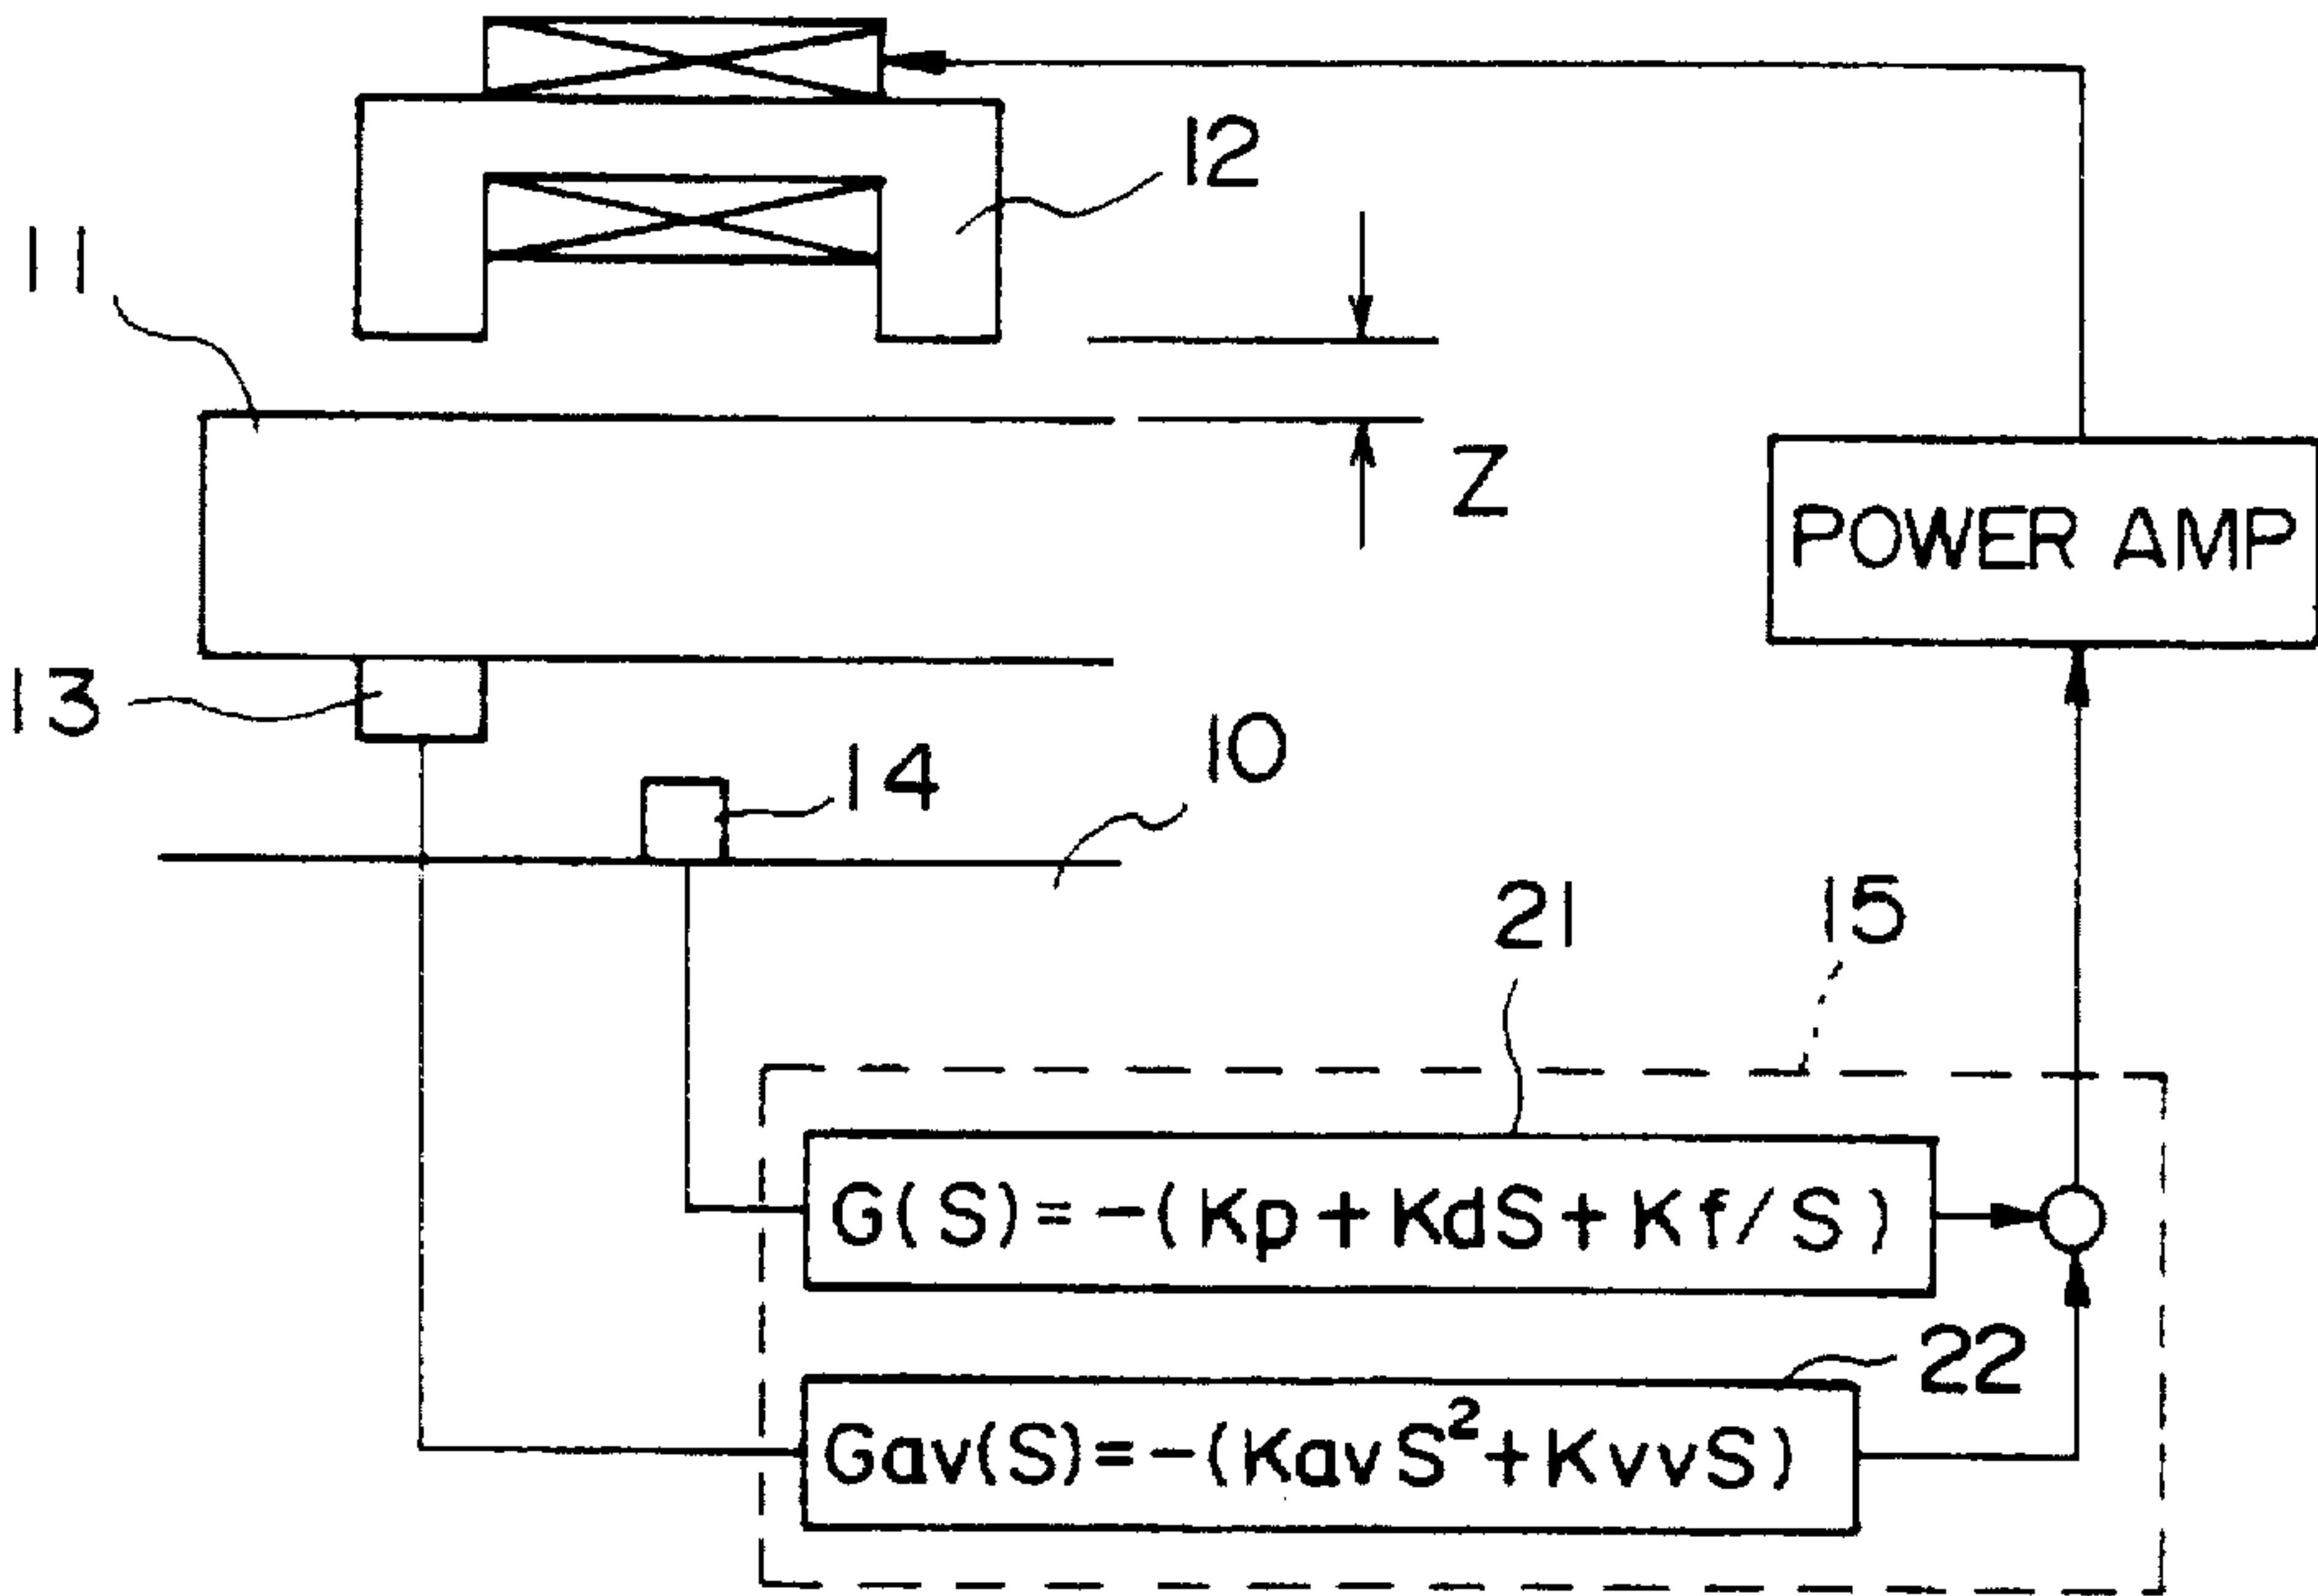 12
11
Z
POWER AMP
13
14
10
21
15
G(S)=-(Kp+KdS+Kf/S)
22
Gav(S)=-(KavS²+KvvS)